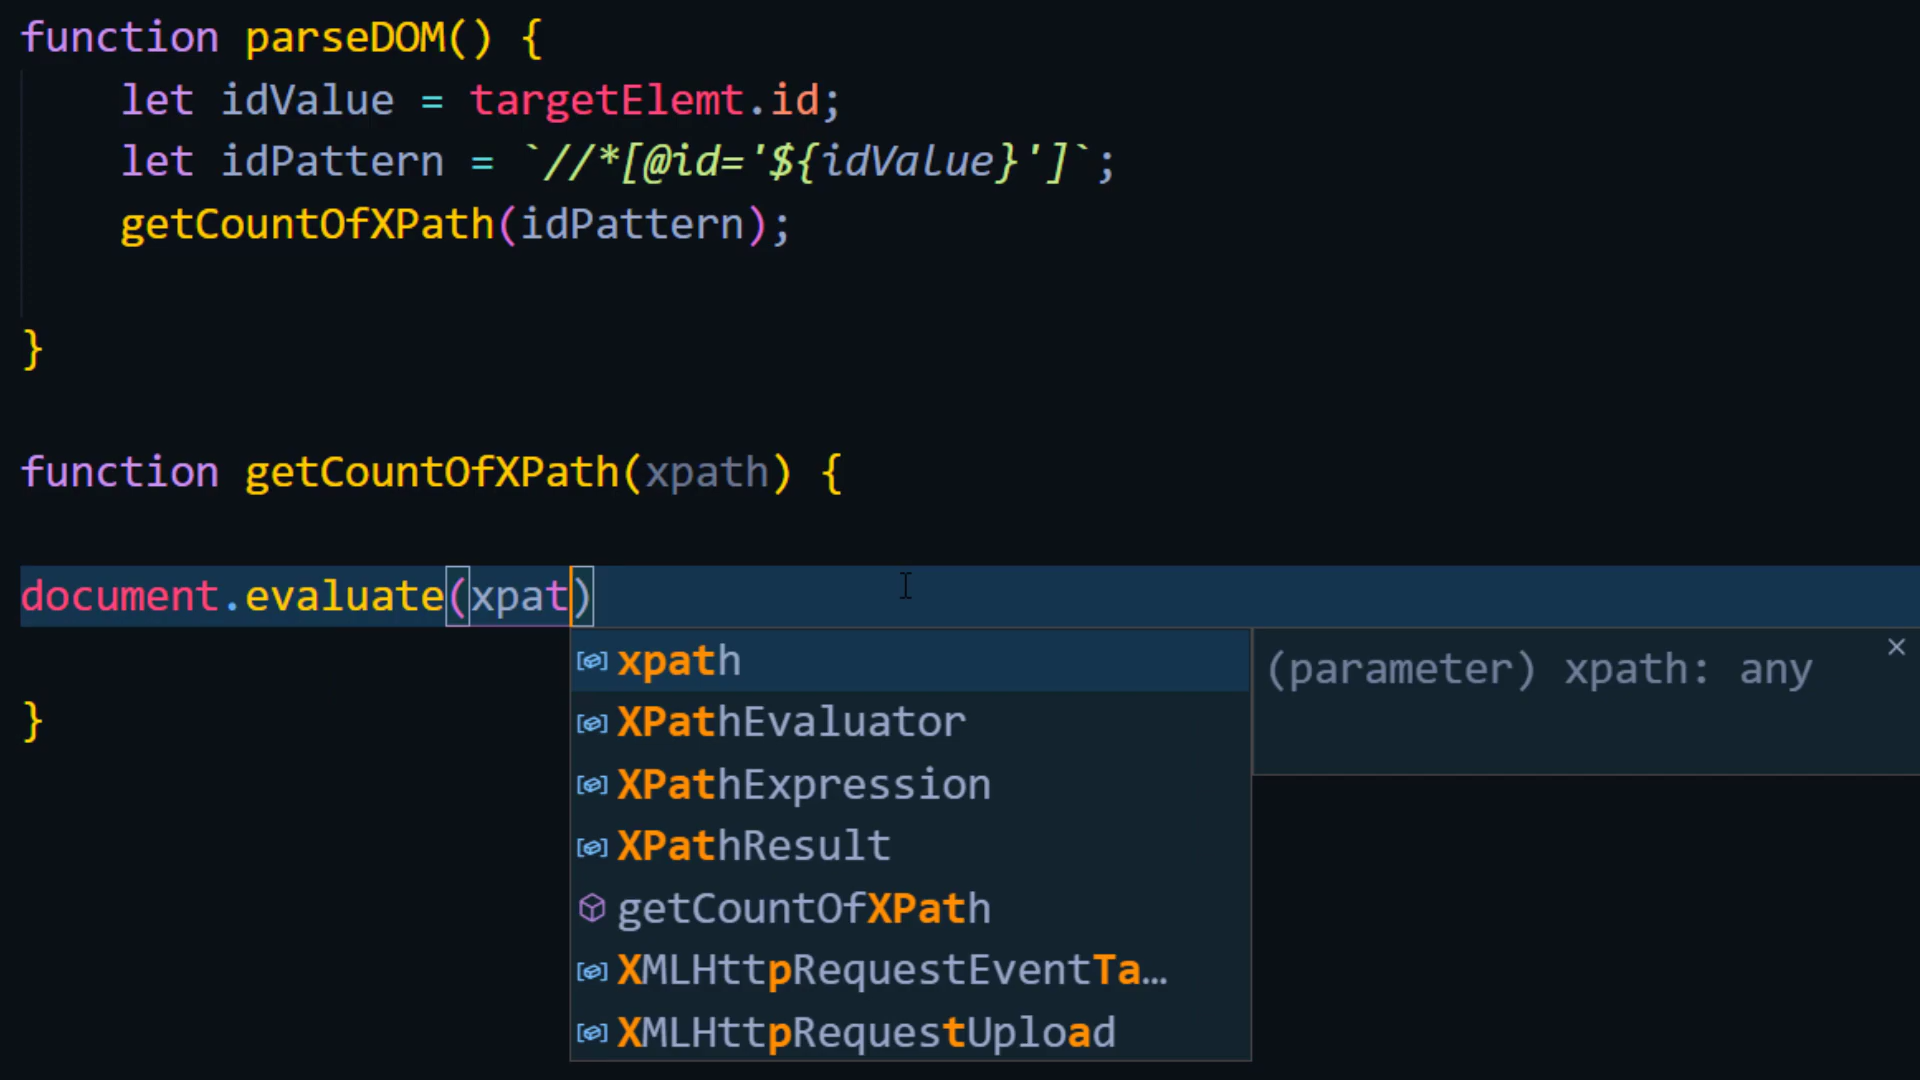 function parseDOM() {
    let idValue = targetElemt.id;
    let idPattern = `//*[@id='${idValue}']`;
    getCountOfXPath(idPattern);
}
function getCountOfXPath(xpath) {
document.evaluate(xpat)
xpath
(parameter) xpath: any
×
XPathEvaluator
}
XPathExpression
XPathResult
getCountOfXPath
XMLHttpRequestEventTa…
XMLHttpRequestUpload